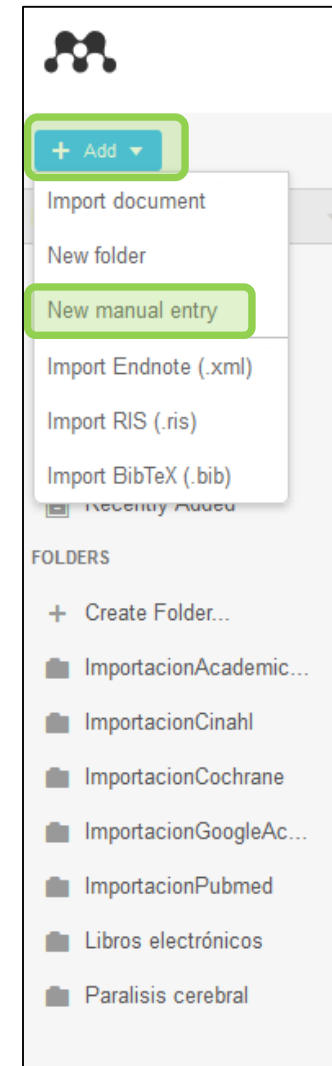 + Add
Import document
New folder
New manual entry
Import Endnote (.xml)
Import RIS (.ris)
Import BibTeX (.bib)
Recently Added
FOLDERS
+ Create Folder...
ImportacionAcademic...
ImportacionCinahl
ImportacionCochrane
ImportacionGoogleAc...
ImportacionPubmed
Libros electrónicos
Paralisis cerebral